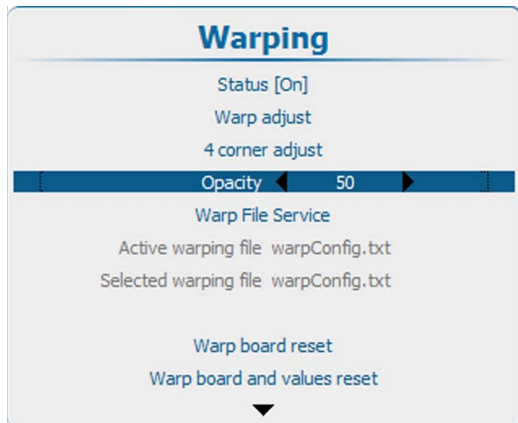 Warping
Status [On]
Warp adjust
4 corner adjust
Opacity 50
Warp File Service
Active warping file warpConfig.txt
Selected warping file warpConfig.txt
Warp board reset
Warp board and values reset